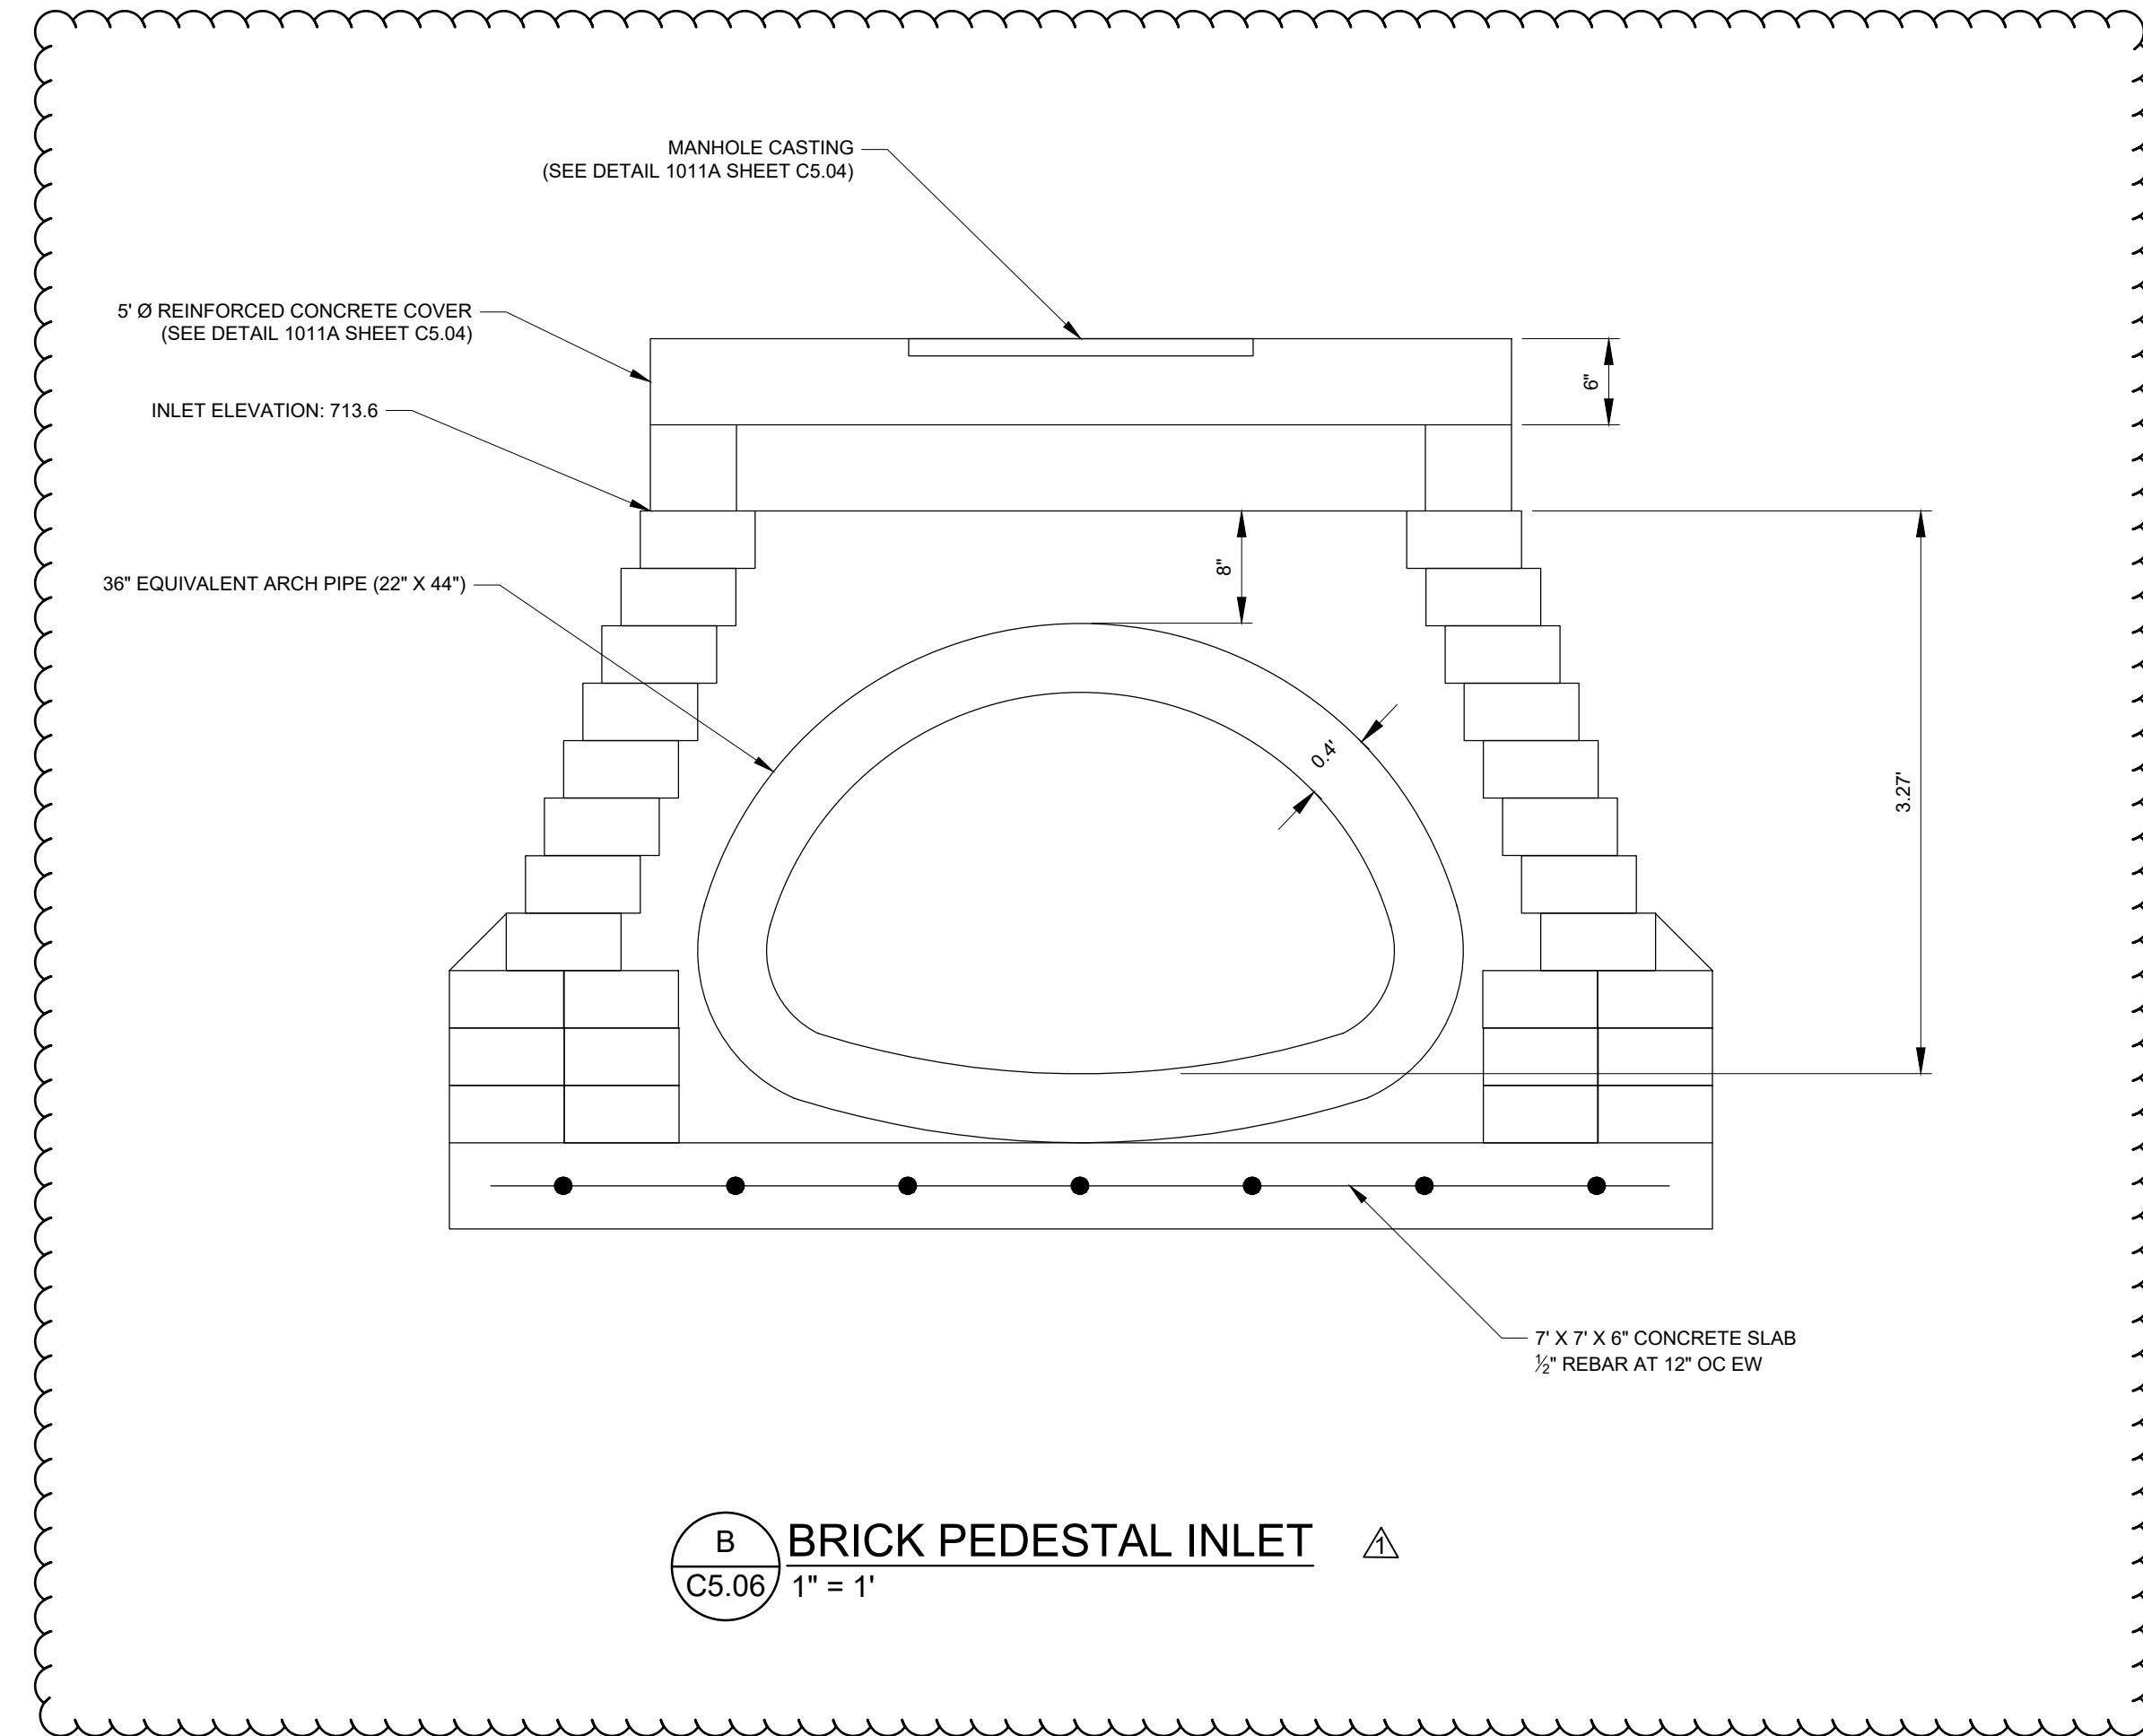 MANHOLE CASTING
(SEE DETAIL 1011A SHEET C5.04)
5' Ø REINFORCED CONCRETE COVER
(SEE DETAIL 1011A SHEET C5.04)
6"
INLET ELEVATION: 713.6
8"
36" EQUIVALENT ARCH PIPE (22" X 44")
0.4'
3.27'
7' X 7' X 6" CONCRETE SLAB
½" REBAR AT 12" OC EW
B
C5.06
BRICK PEDESTAL INLET
1
1" = 1'